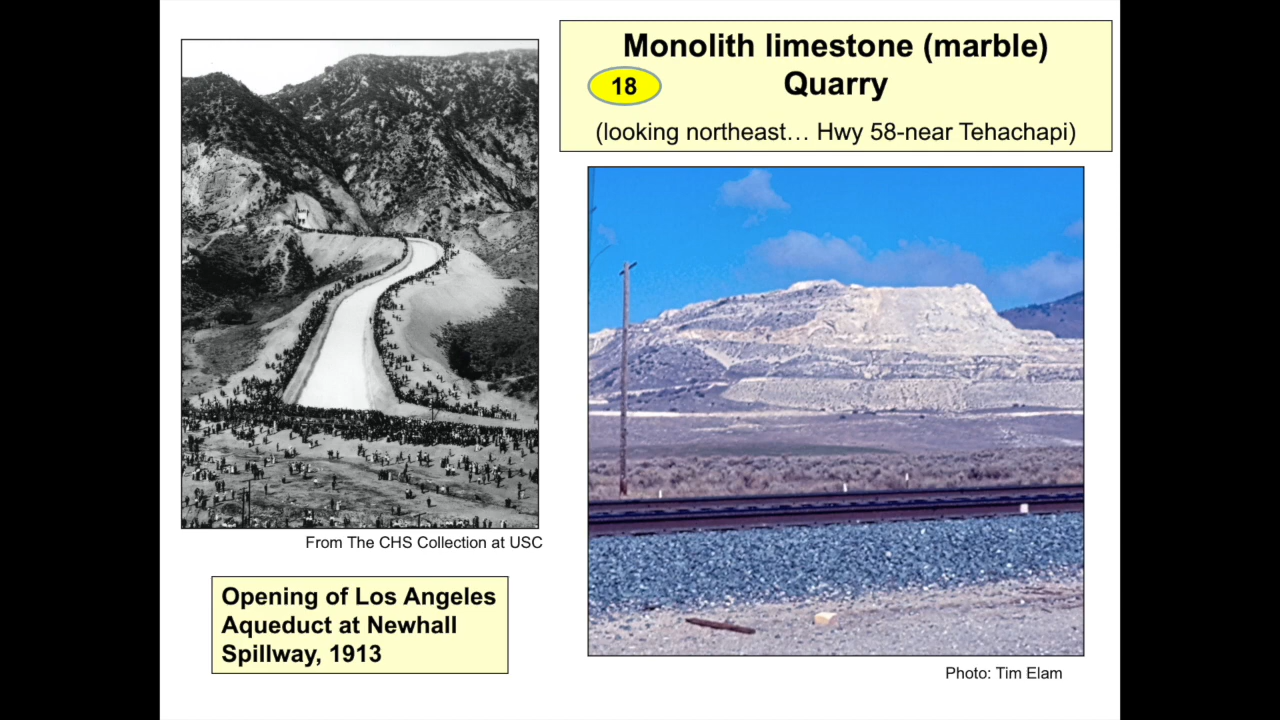 Monolith limestone (marble)
18 Quarry
(looking northeast… Hwy 58-near Tehachapi)
From The CHS Collection at USC
Opening of Los Angeles
Aqueduct at Newhall
Spillway, 1913
Photo: Tim Elam